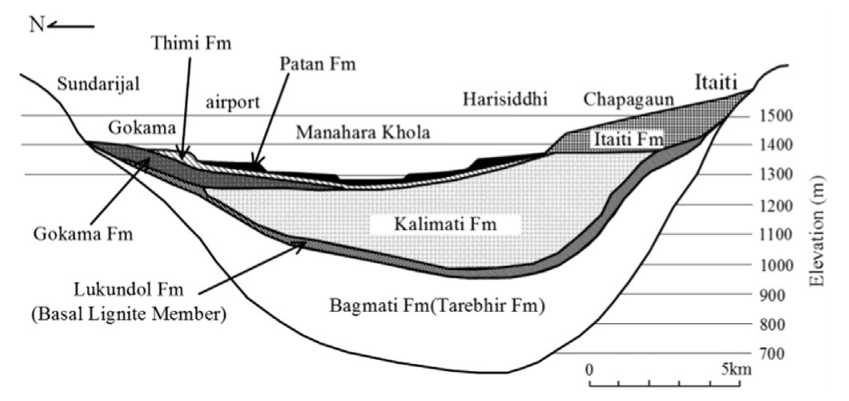 N
Thimi Fm
Patan Fm
Sundarijal
airport
Harisiddhi
Chapagaun
Itaiti
Gokama
Manahara Khola
Itaiti Fm
Kalimati Fm
Gokama Fm
Lukundol Fm
(Basal Lignite Member)
Bagmati Fm(Tarebhir Fm)
1500
1400
1300
1200
1100
1000
900
800
700
Elevation (m)
0 5km